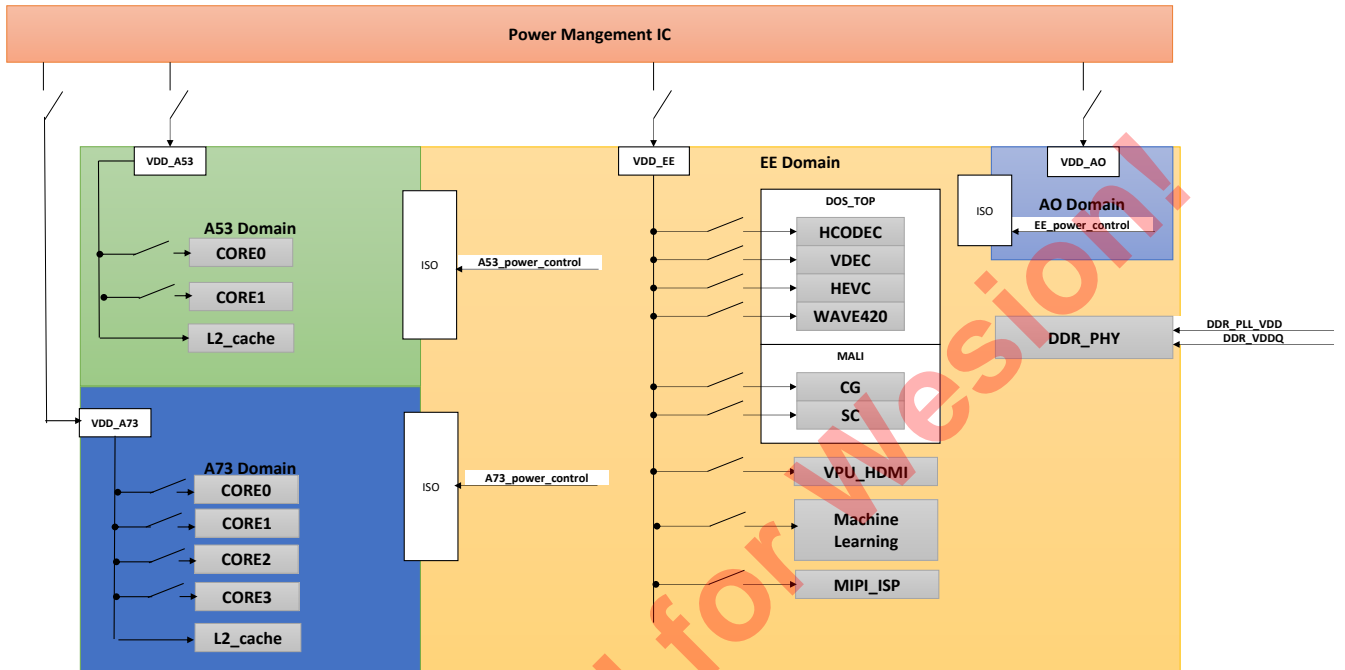 Power Mangement IC
VDD_A53
VDD_EE
EE Domain
VDD_AO
A53 Domain
CORE0
CORE1
L2_cache
ISO
A53_power_control
DOS_TOP
HCODEC
VDEC
HEVC
WAVE420
MALI
CG
SC
VPU_HDMI
Machine
Learning
MIPI_ISP
ISO
AO Domain
EE_power_control
DDR_PHY
DDR_PLL_VDD
DDR_VDDQ
VDD_A73
A73 Domain
CORE0
CORE1
CORE2
CORE3
L2_cache
ISO
A73_power_control
for Wesion!